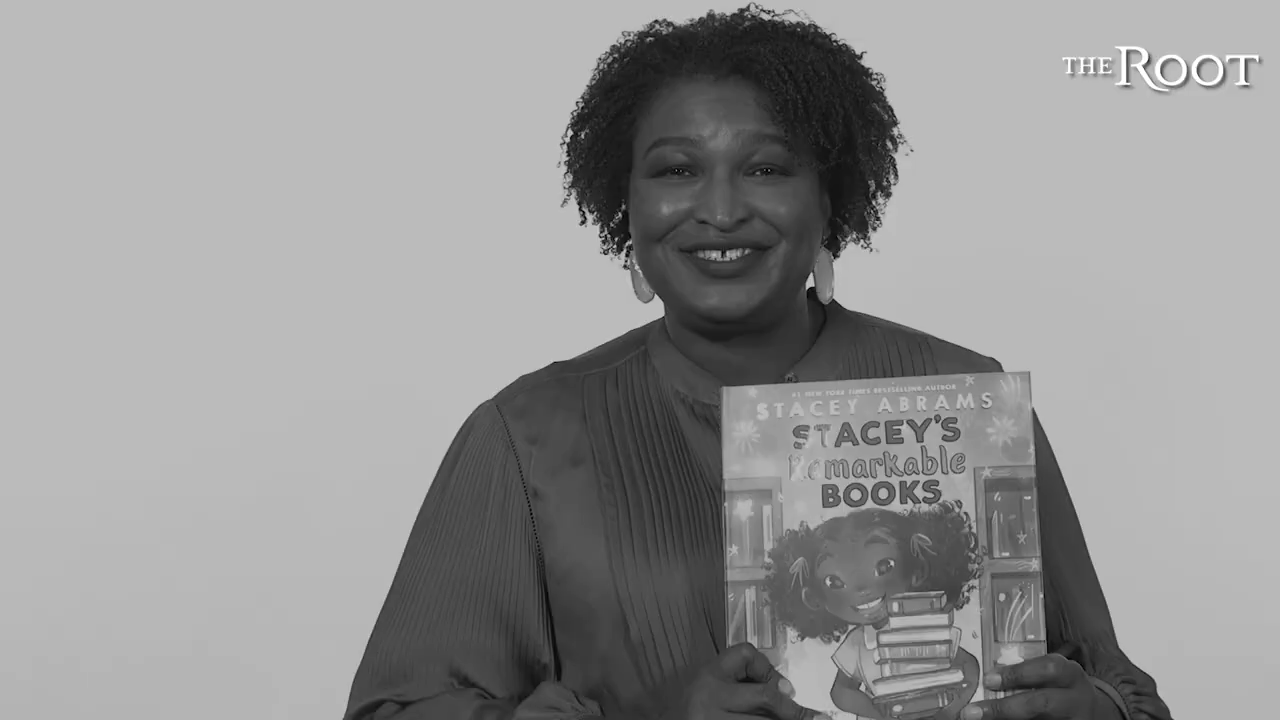 THE ROOT
#1 NEW YORK TIMES BESTSELLING AUTHOR
STACEY ABRAMS
STACEY'S
Remarkable
BOOKS